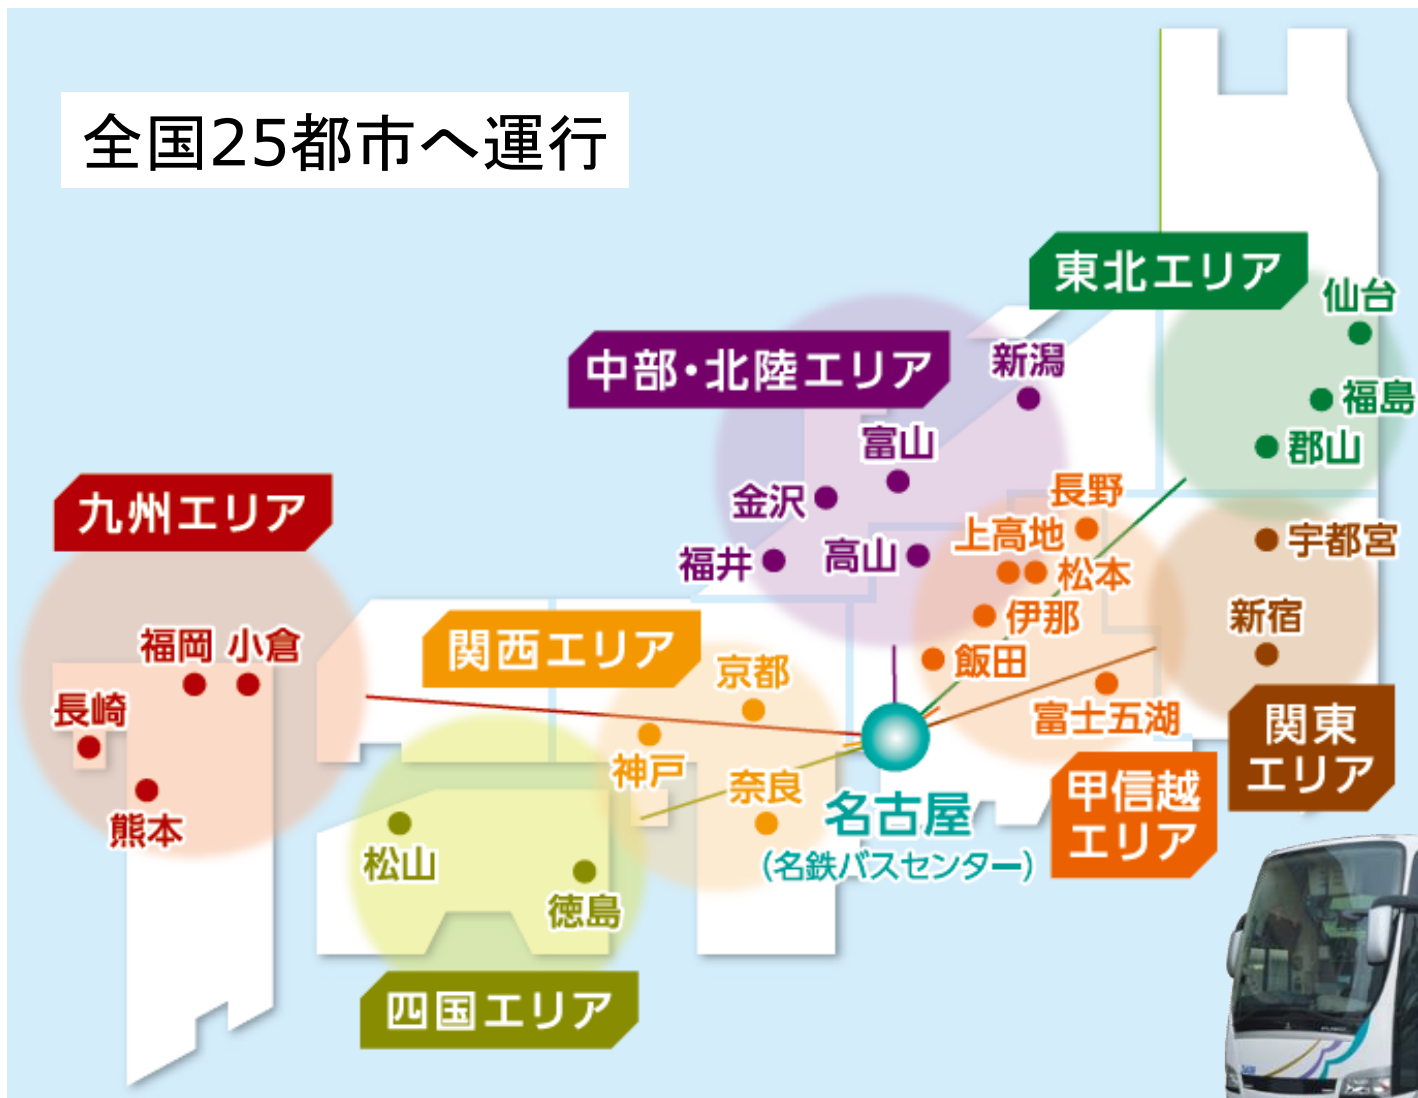 全国25都市へ運行
東北エリア
仙台
福島
郡山
中部・北陸エリア
新潟
富山
金沢
福井
高山
長野
上高地
松本
伊那
飯田
富士五湖
甲信越
エリア
宇都宮
新宿
関東
エリア
九州エリア
福岡
小倉
長崎
熊本
関西エリア
京都
神戸
奈良
名古屋
(名鉄バスセンター)
松山
徳島
四国エリア